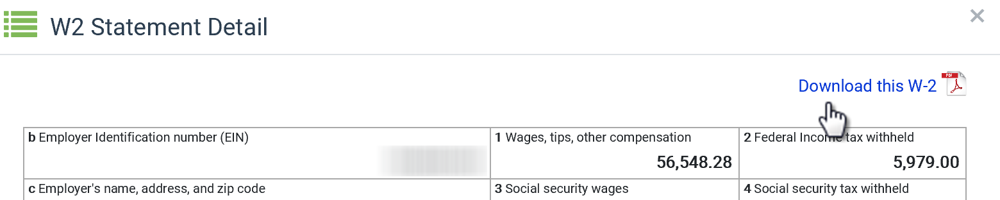 W2 Statement Detail
Download this W-2
PDF
b Employer Identification number (EIN)
1 Wages, tips, other compensation
2 Federal Income tax withheld
56,548.28
5,979.00
c Employer's name, address, and zip code
3 Social security wages
4 Social security tax withheld